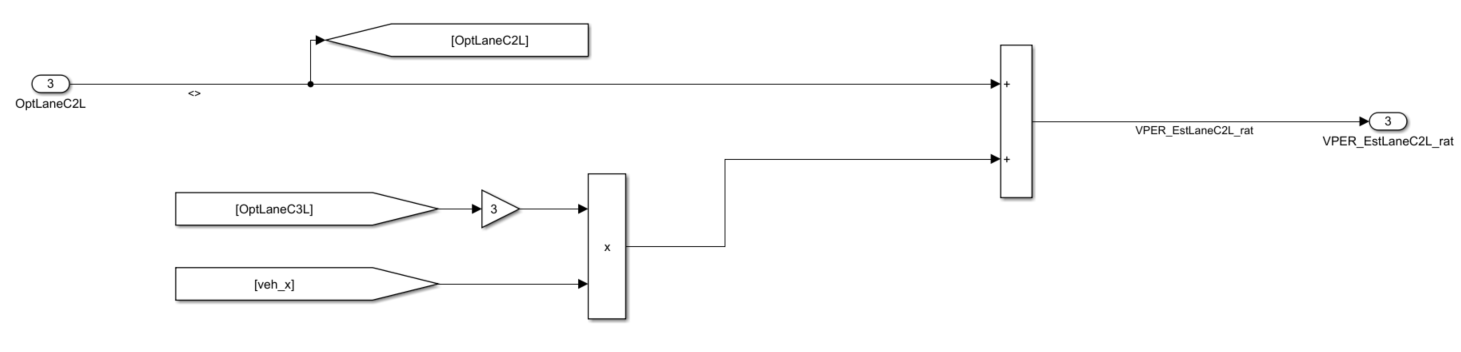 [OptLaneC2L]
3
OptLaneC2L
<>
+
+
VPER_EstLaneC2L_rat
3
VPER_EstLaneC2L_rat
[OptLaneC3L]
3
x
[veh_x]